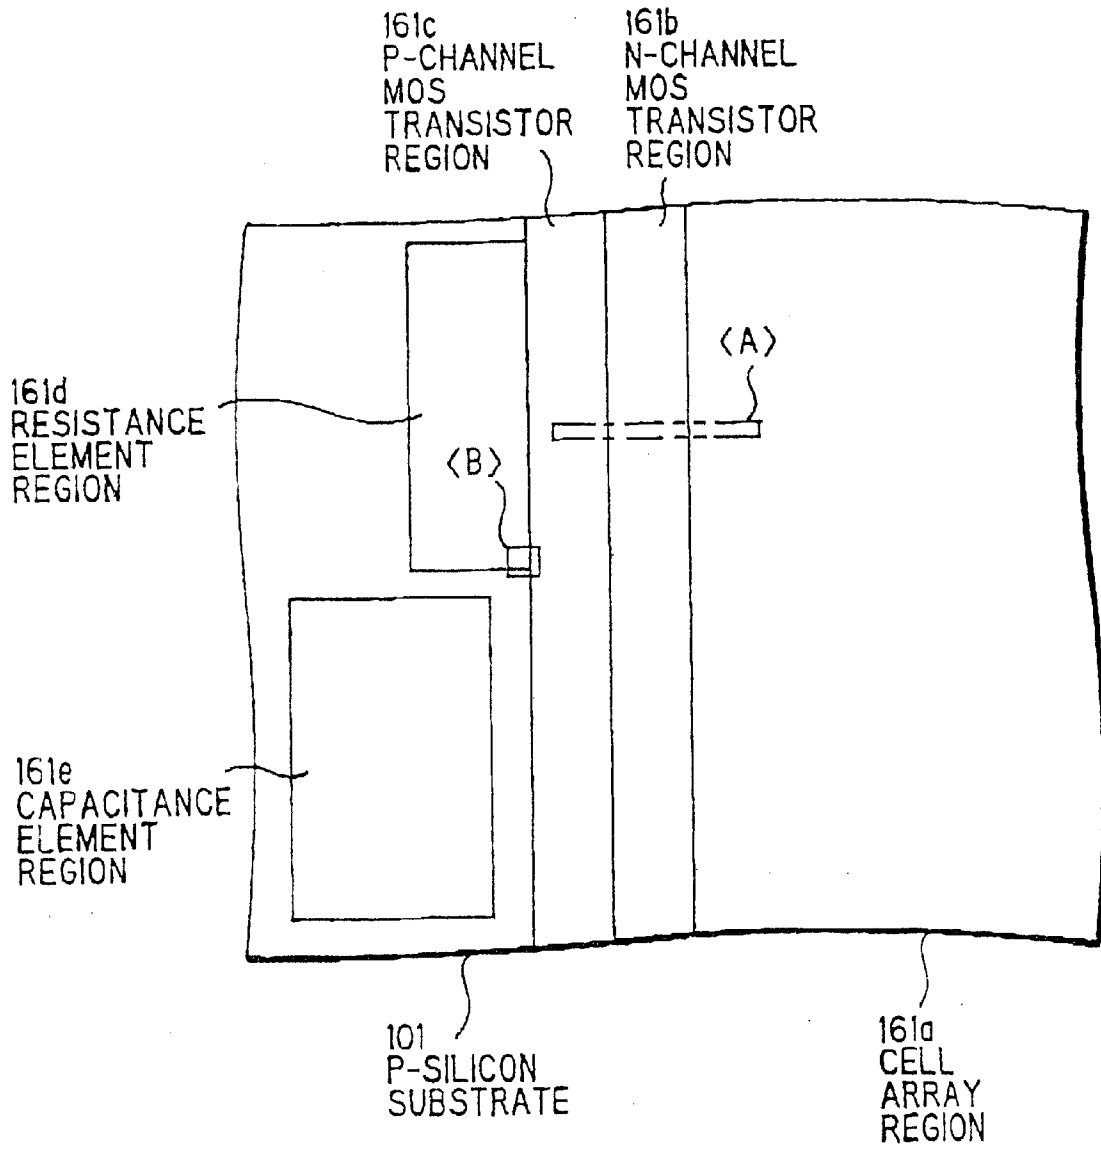 161c
P-CHANNEL
MOS
TRANSISTOR
REGION
161b
N-CHANNEL
MOS
TRANSISTOR
REGION
<A>
161d
RESISTANCE
ELEMENT
REGION
<B>
161e
CAPACITANCE
ELEMENT
REGION
101
P-SILICON
SUBSTRATE
161a
CELL
ARRAY
REGION